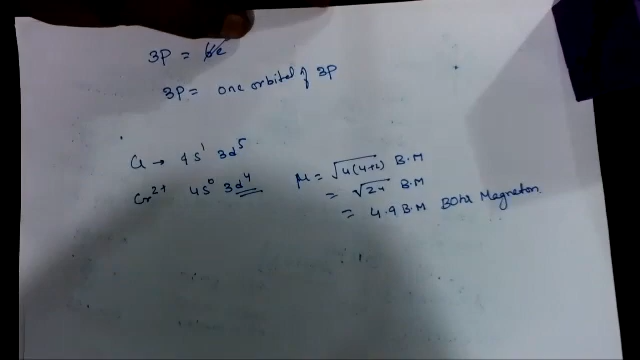 3P = 6e
3P = one orbital of 3P
Cr → 4s¹ 3d⁵
Cr²⁺ 4s⁰ 3d⁴ μ = √4(4+2) B.M
= √24 B.M
= 4.9 B.M Bohr Magneton